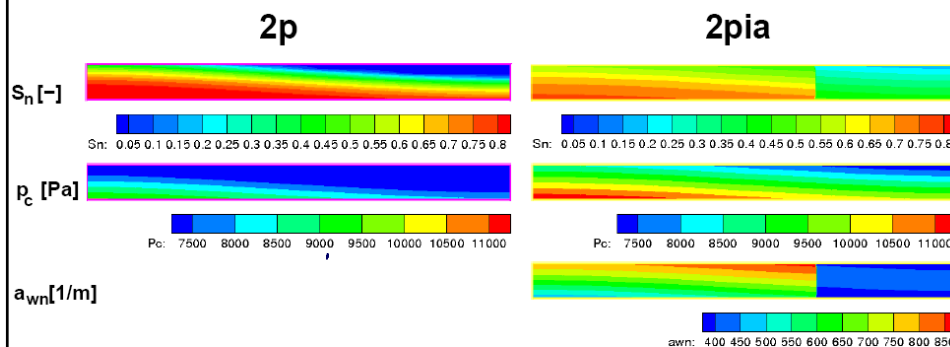 2p 2pia
Sn [−]
Sn: 0.05 0.1 0.15 0.2 0.25 0.3 0.35 0.4 0.45 0.5 0.55 0.6 0.65 0.7 0.75 0.8
Sn: 0.05 0.1 0.15 0.2 0.25 0.3 0.35 0.4 0.45 0.5 0.55 0.6 0.65 0.7 0.75 0.8
pc [Pa]
Pc: 7500 8000 8500 9000 9500 10000 10500 11000
Pc: 7500 8000 8500 9000 9500 10000 10500 11000
awn[1/m]
awn: 400 450 500 550 600 650 700 750 800 850